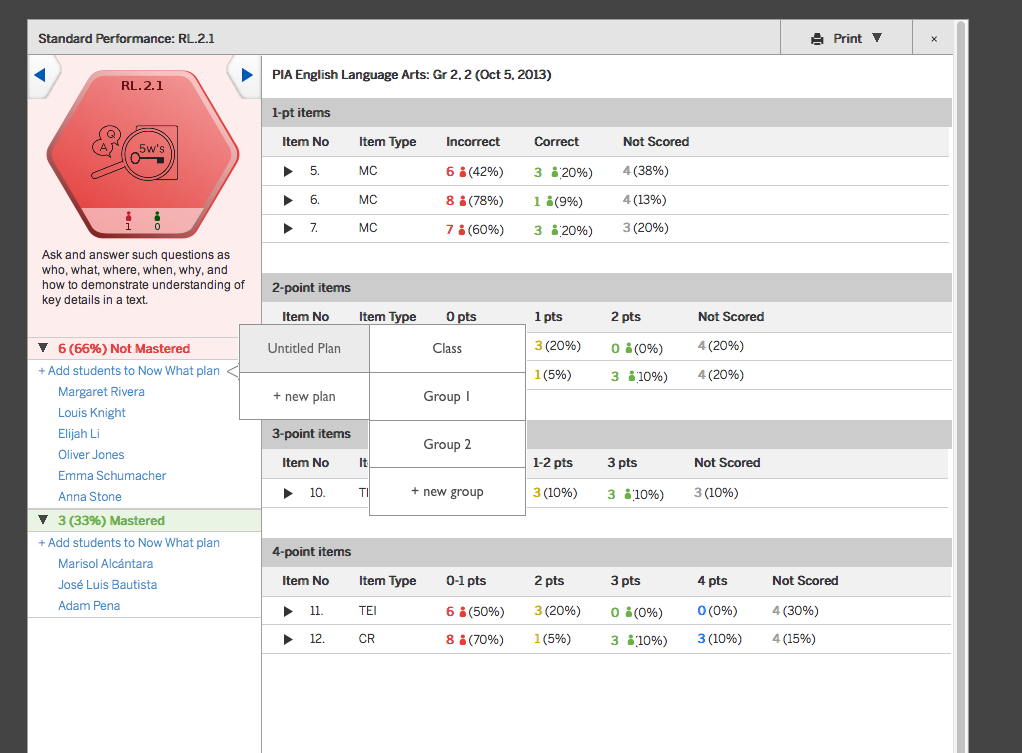 Standard Performance: RL.2.1
Print
×
RL.2.1
Q
A
5w's
1 0
Ask and answer such questions as
who, what, where, when, why, and
how to demonstrate understanding of
key details in a text.
6 (66%) Not Mastered
+ Add students to Now What plan
Margaret Rivera
Louis Knight
Elijah Li
Oliver Jones
Emma Schumacher
Anna Stone
3 (33%) Mastered
+ Add students to Now What plan
Marisol Alcántara
José Luis Bautista
Adam Pena
PIA English Language Arts: Gr 2, 2 (Oct 5, 2013)
1-pt items
Item No Item Type Incorrect Correct Not Scored
5. MC 6 (42%) 3 (20%) 4 (38%)
6. MC 8 (78%) 1 (9%) 4 (13%)
7. MC 7 (60%) 3 (20%) 3 (20%)
2-point items
Item No Item Type 0 pts 1 pts 2 pts Not Scored
3 (20%) 0 (0%) 4 (20%)
1 (5%) 3 (10%) 4 (20%)
Untitled Plan
+ new plan
Class
Group 1
Group 2
+ new group
3-point items
Item No 1-2 pts 3 pts Not Scored
10. 3 (10%) 3 (10%) 3 (10%)
4-point items
Item No Item Type 0-1 pts 2 pts 3 pts 4 pts Not Scored
11. TEI 6 (50%) 3 (20%) 0 (0%) 0 (0%) 4 (30%)
12. CR 8 (70%) 1 (5%) 3 (10%) 3 (10%) 4 (15%)